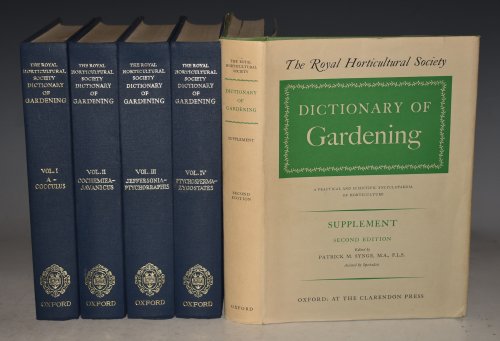 THE ROYAL
HORTICULTURAL
SOCIETY
DICTIONARY
OF
GARDENING
VOL. I
A –
COCCULUS
OXFORD
THE ROYAL
HORTICULTURAL
SOCIETY
DICTIONARY
OF
GARDENING
VOL. II
COCHEMIEA–
JAVANICUS
OXFORD
THE ROYAL
HORTICULTURAL
SOCIETY
DICTIONARY
OF
GARDENING
VOL. III
JEFFERSONIA–
PTYCHORRAPHIS
OXFORD
THE ROYAL
HORTICULTURAL
SOCIETY
DICTIONARY
OF
GARDENING
VOL. IV
PTYCHOSPERMA–
ZYGOSTATES
OXFORD
THE ROYAL
HORTICULTURAL
SOCIETY
DICTIONARY
OF
GARDENING
SUPPLEMENT
SECOND
EDITION
OXFORD
The Royal Horticultural Society
DICTIONARY OF
Gardening
A PRACTICAL AND SCIENTIFIC ENCYCLOPAEDIA
OF HORTICULTURE
SUPPLEMENT
SECOND EDITION
Edited by
PATRICK M. SYNGE, M.A., F.L.S.
Assisted by Specialists
OXFORD: AT THE CLARENDON PRESS